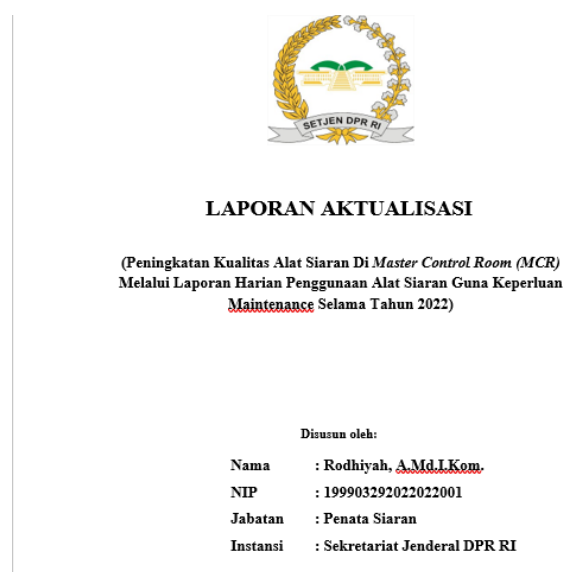 SETJEN DPR RI
LAPORAN AKTUALISASI
(Peningkatan Kualitas Alat Siaran Di Master Control Room (MCR)
Melalui Laporan Harian Penggunaan Alat Siaran Guna Keperluan
Maintenance Selama Tahun 2022)
Disusun oleh:
Nama : Rodhiyah, A.Md.I.Kom.
NIP : 199903292022022001
Jabatan : Penata Siaran
Instansi : Sekretariat Jenderal DPR RI